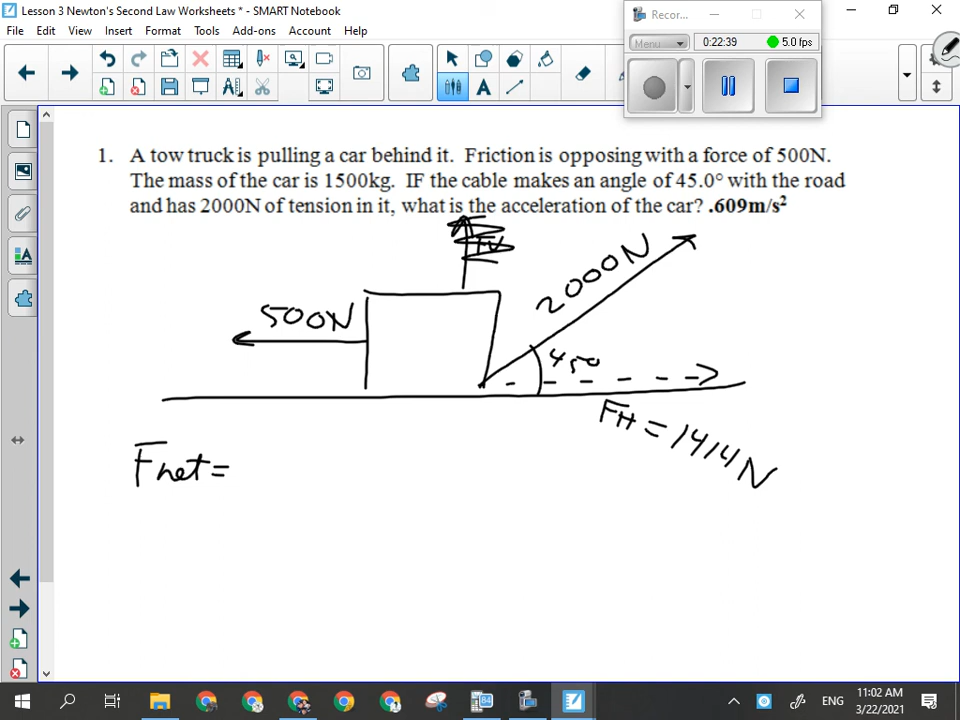 Lesson 3 Newton's Second Law Worksheets * - SMART Notebook
File Edit View Insert Format Tools Add-ons Account Help
Recor...
Menu
0:22:39
5.0 fps
1. A tow truck is pulling a car behind it. Friction is opposing with a force of 500N.
The mass of the car is 1500kg. IF the cable makes an angle of 45.0° with the road
and has 2000N of tension in it, what is the acceleration of the car? .609m/s²
2000N
500N
45°
FH = 1414N
Fnet =
ENG
11:02 AM
3/22/2021